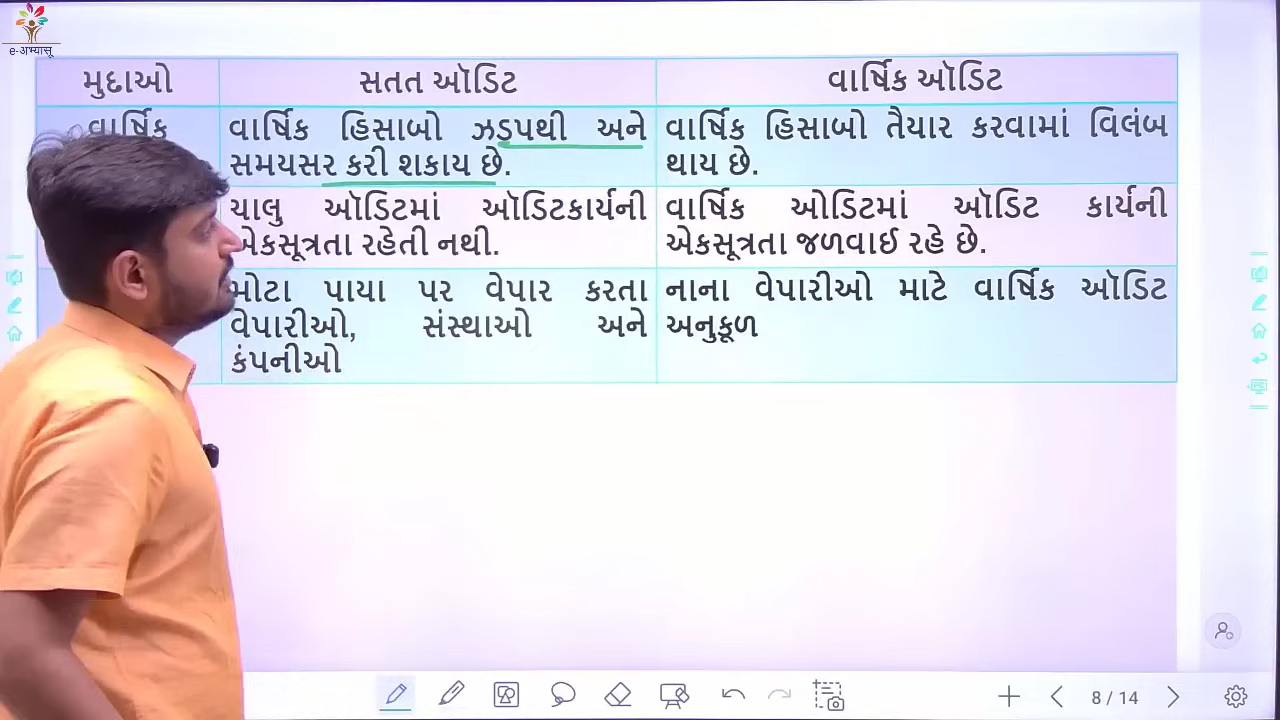 e-अभ्यासू
મુદ્દાઓ સતત ઑડિટ વાર્ષિક ઑડિટ
વાર્ષિક
વાર્ષિક હિસાબો ઝડપથી અને
સમયસર કરી શકાય છે.
વાર્ષિક હિસાબો તૈયાર કરવામાં વિલંબ
થાય છે.
ચાલુ ઑડિટમાં ઑડિટકાર્યની
એકસૂત્રતા રહેતી નથી.
વાર્ષિક ઓડિટમાં ઑડિટ કાર્યની
એકસૂત્રતા જળવાઈ રહે છે.
મોટા પાયા પર વેપાર કરતા
વેપારીઓ, સંસ્થાઓ અને
કંપનીઓ
નાના વેપારીઓ માટે વાર્ષિક ઑડિટ
અનુકૂળ
8 / 14